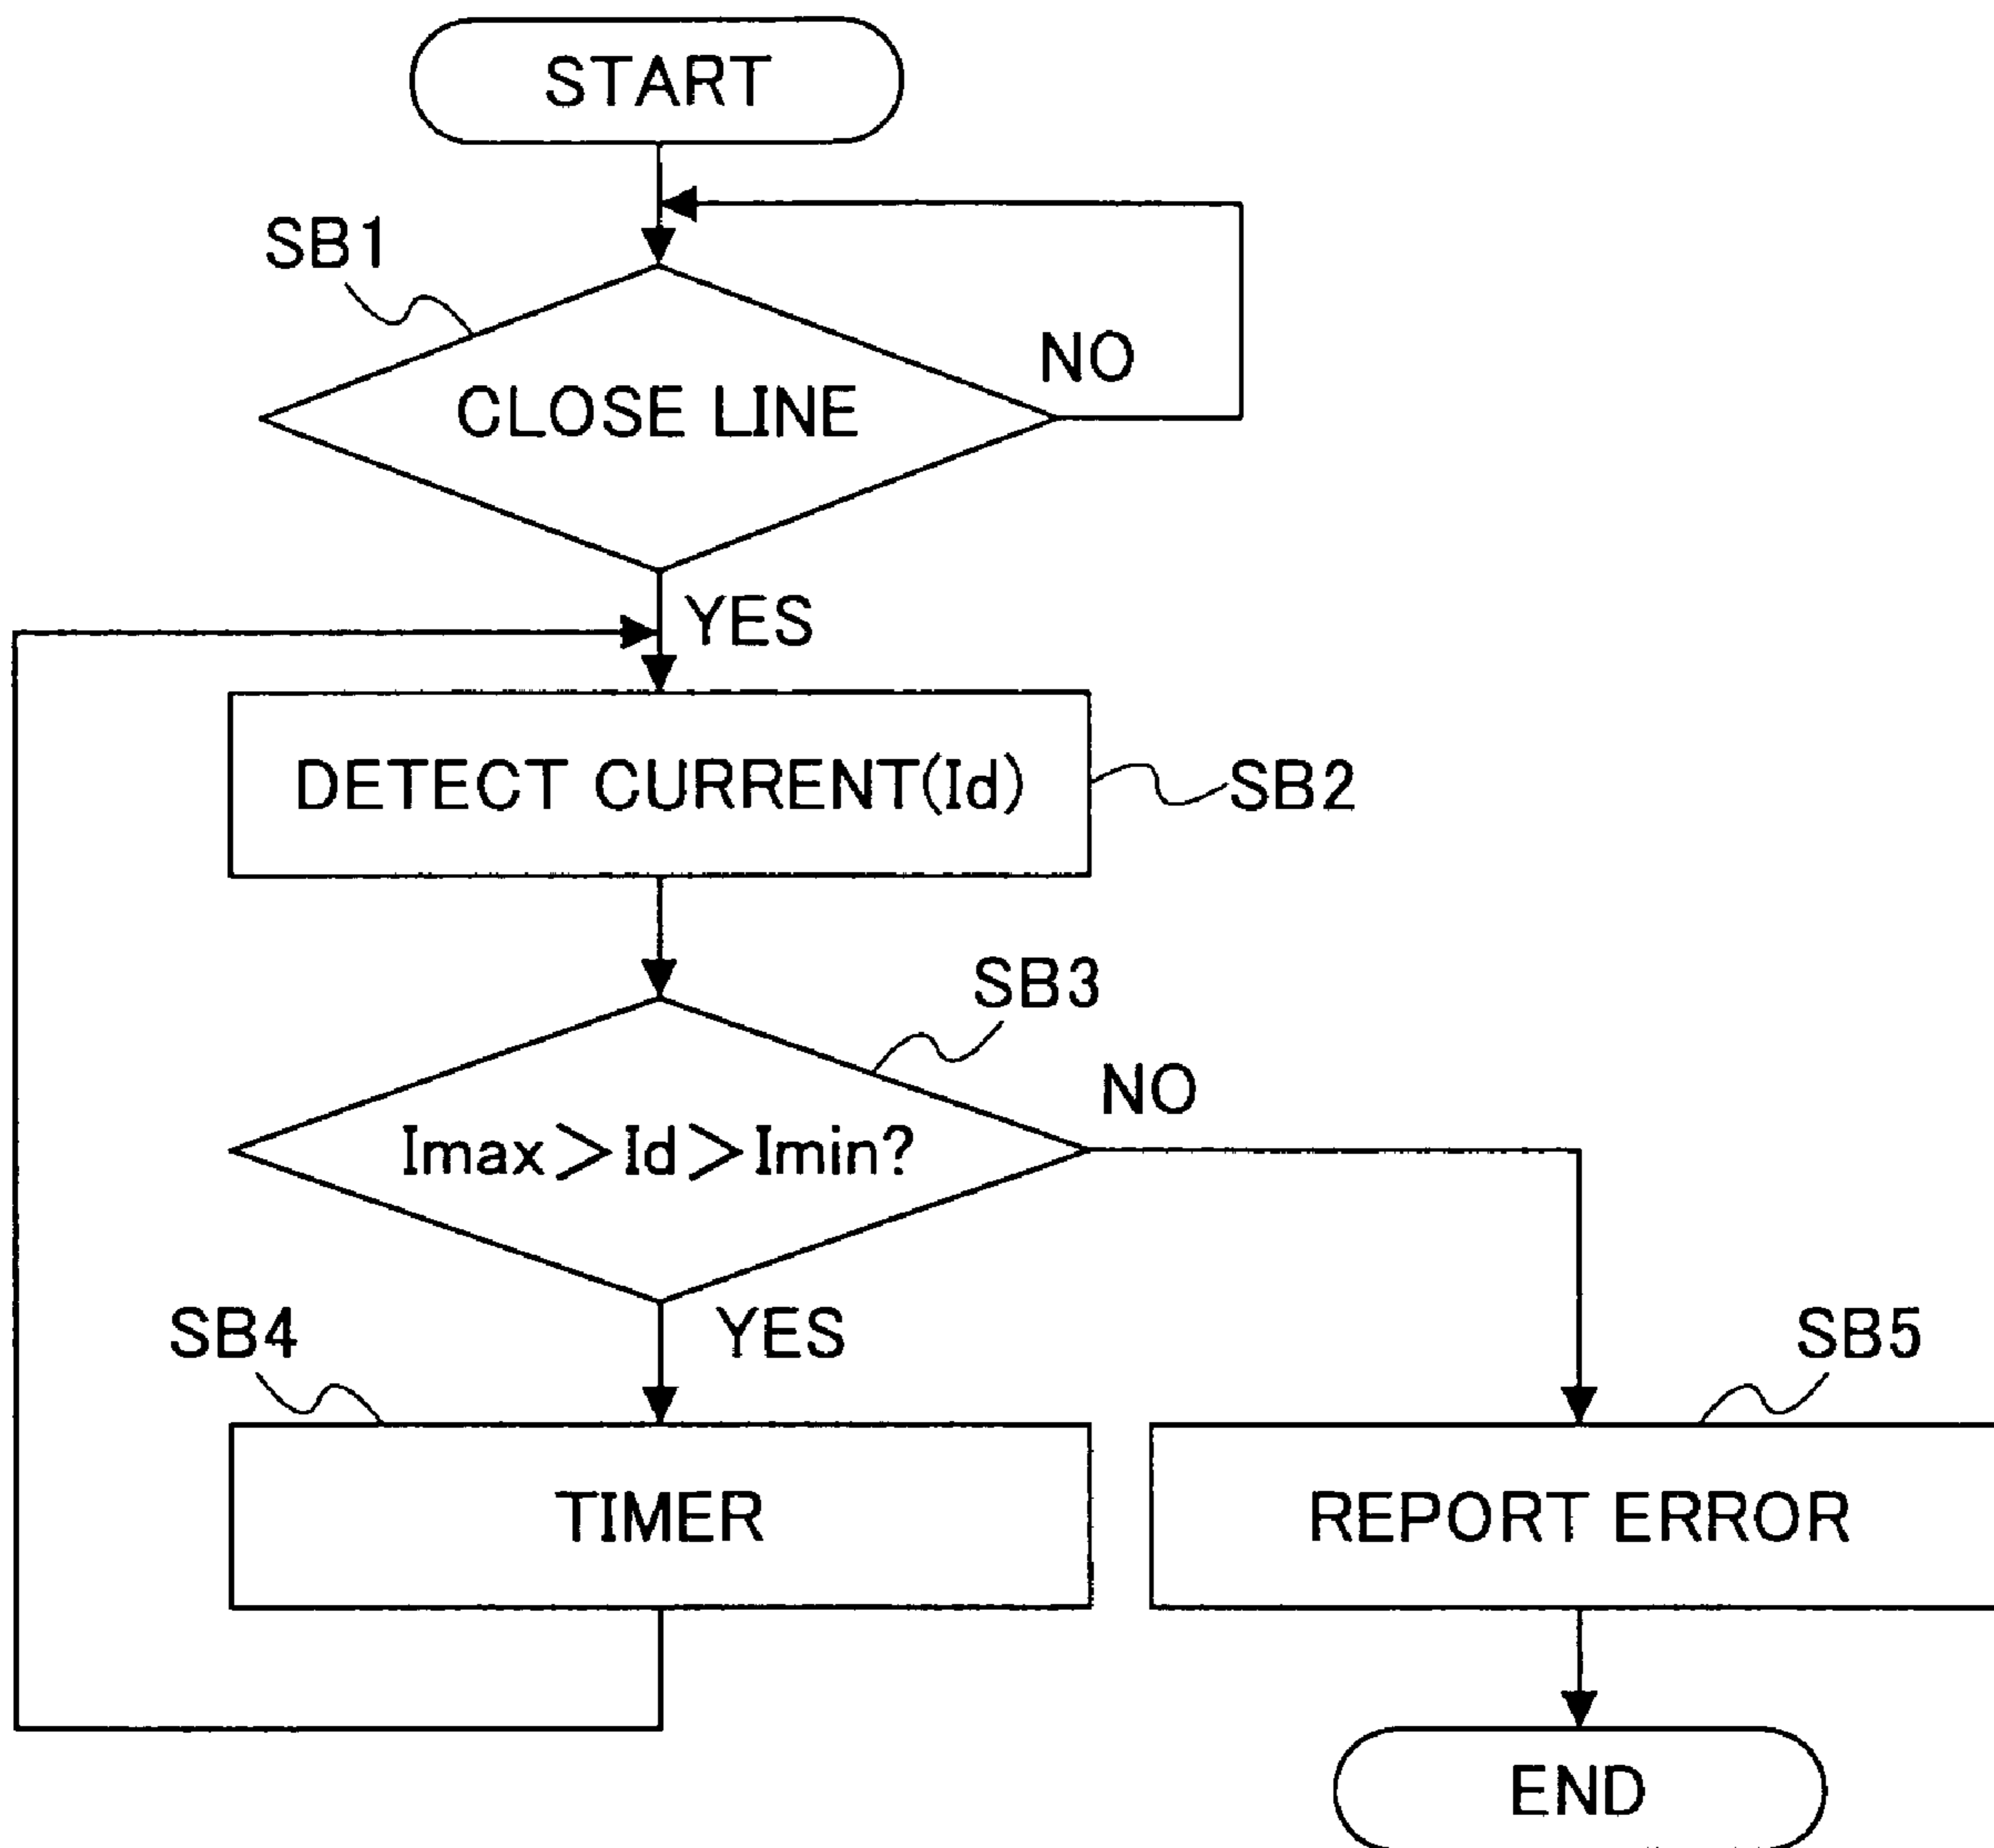 START
SB1
NO
CLOSE LINE
YES
DETECT CURRENT(Id)
SB2
SB3
NO
Imax>Id>Imin?
SB4
YES
SB5
TIMER
REPORT ERROR
END